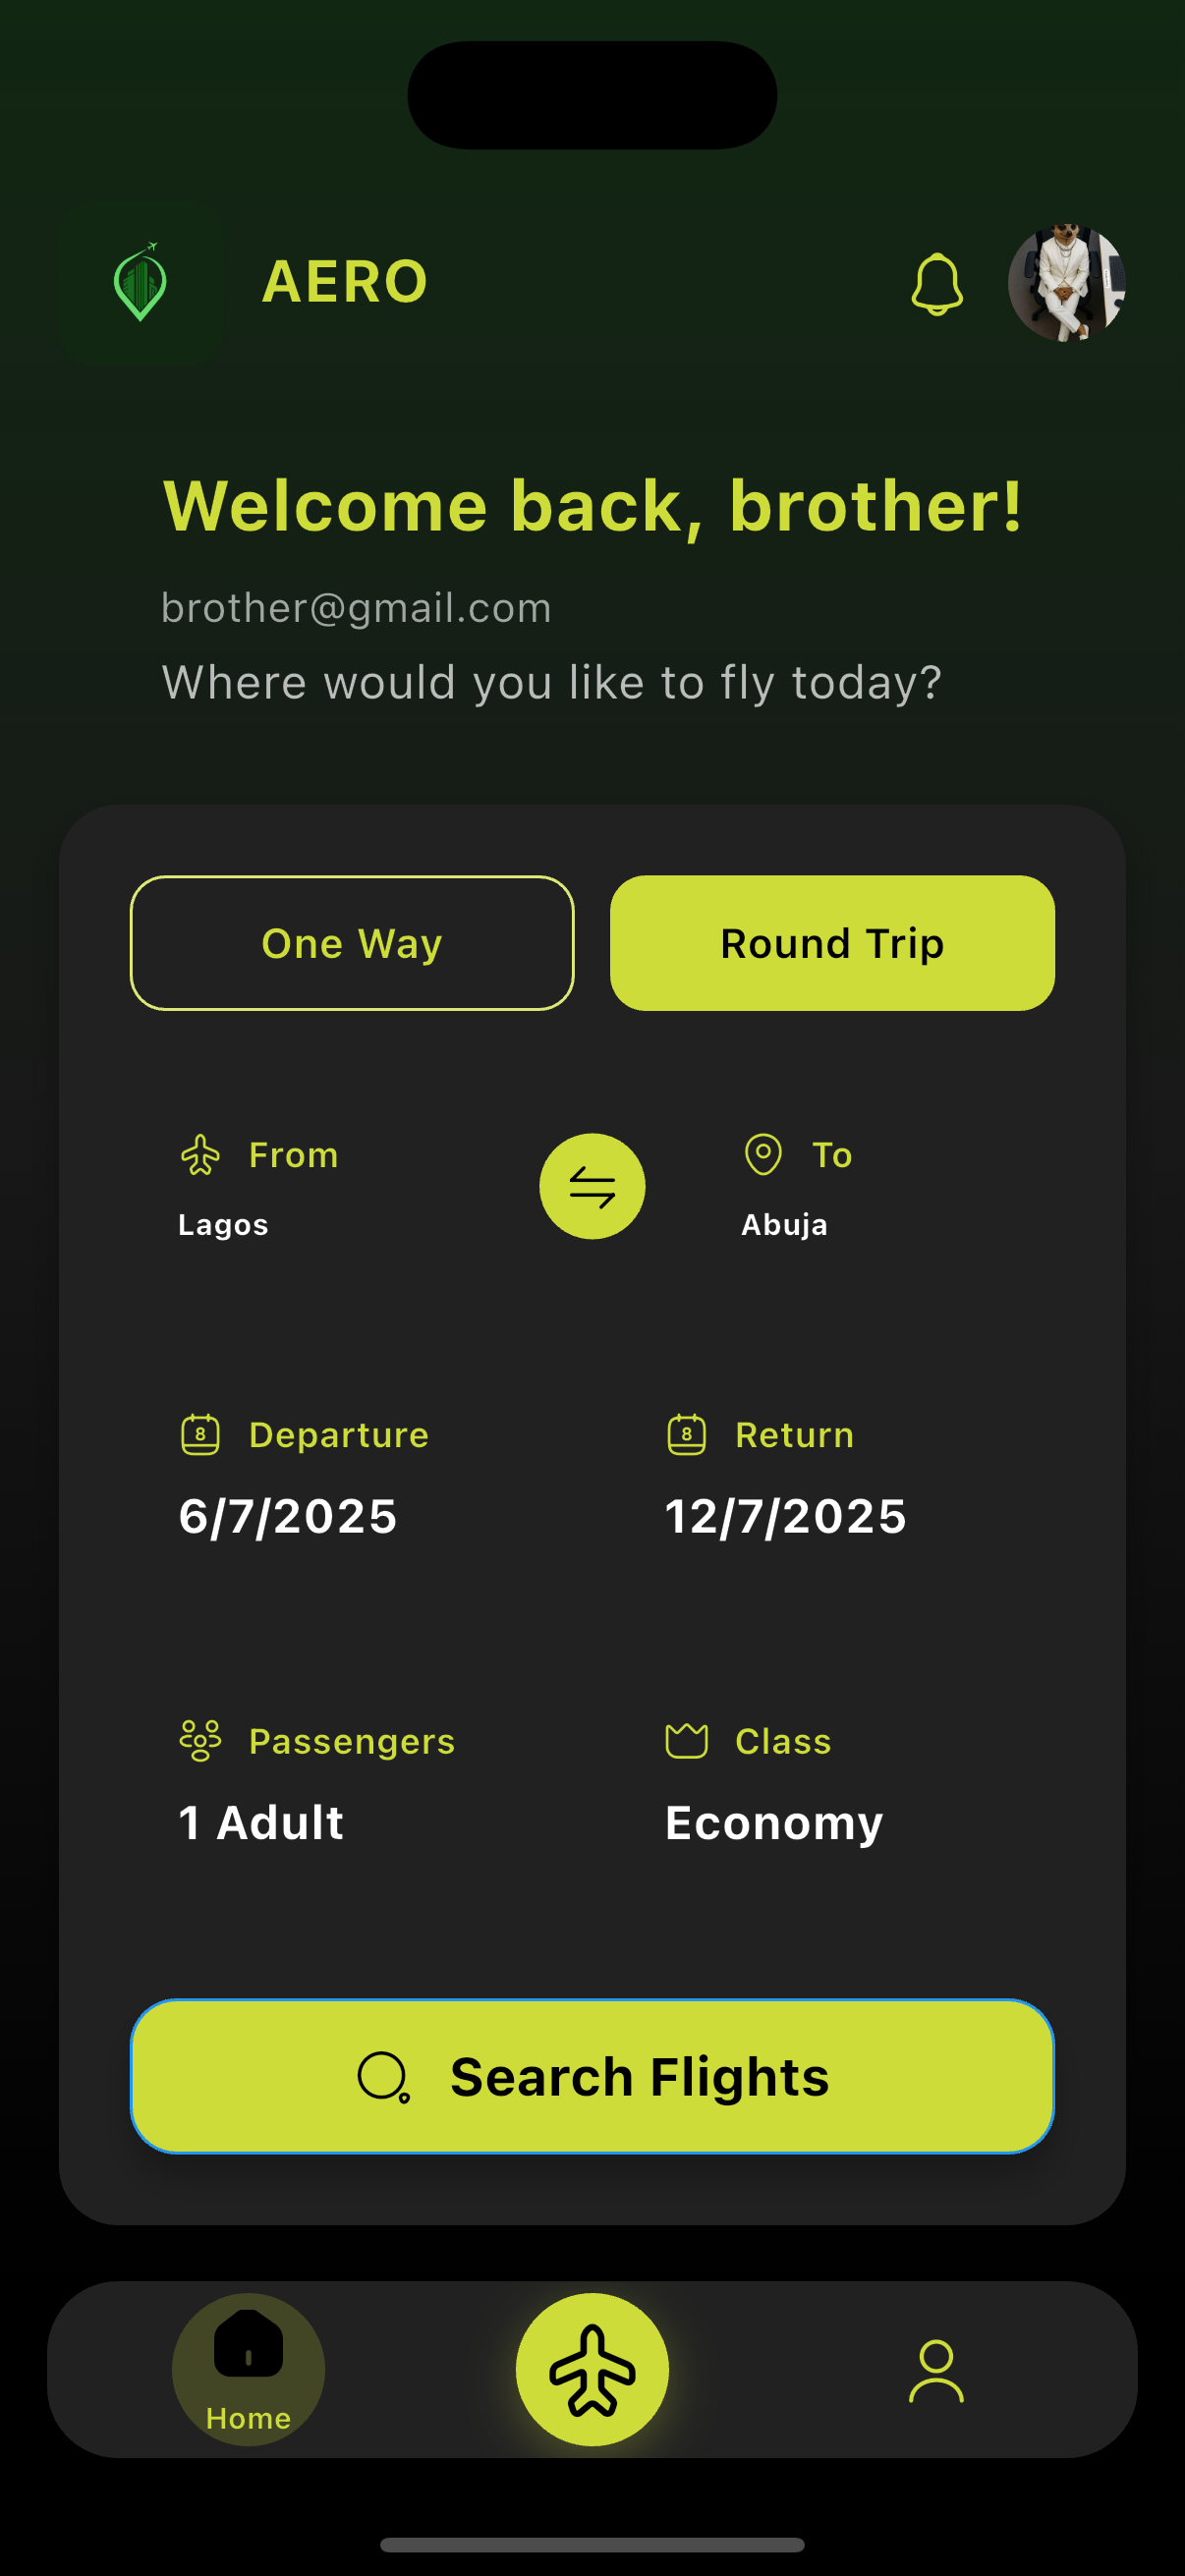 AERO
Welcome back, brother!
brother@gmail.com
Where would you like to fly today?
One Way
Round Trip
From
To
Lagos
Abuja
8 Departure
8 Return
6/7/2025
12/7/2025
Passengers
Class
1 Adult
Economy
Search Flights
Home